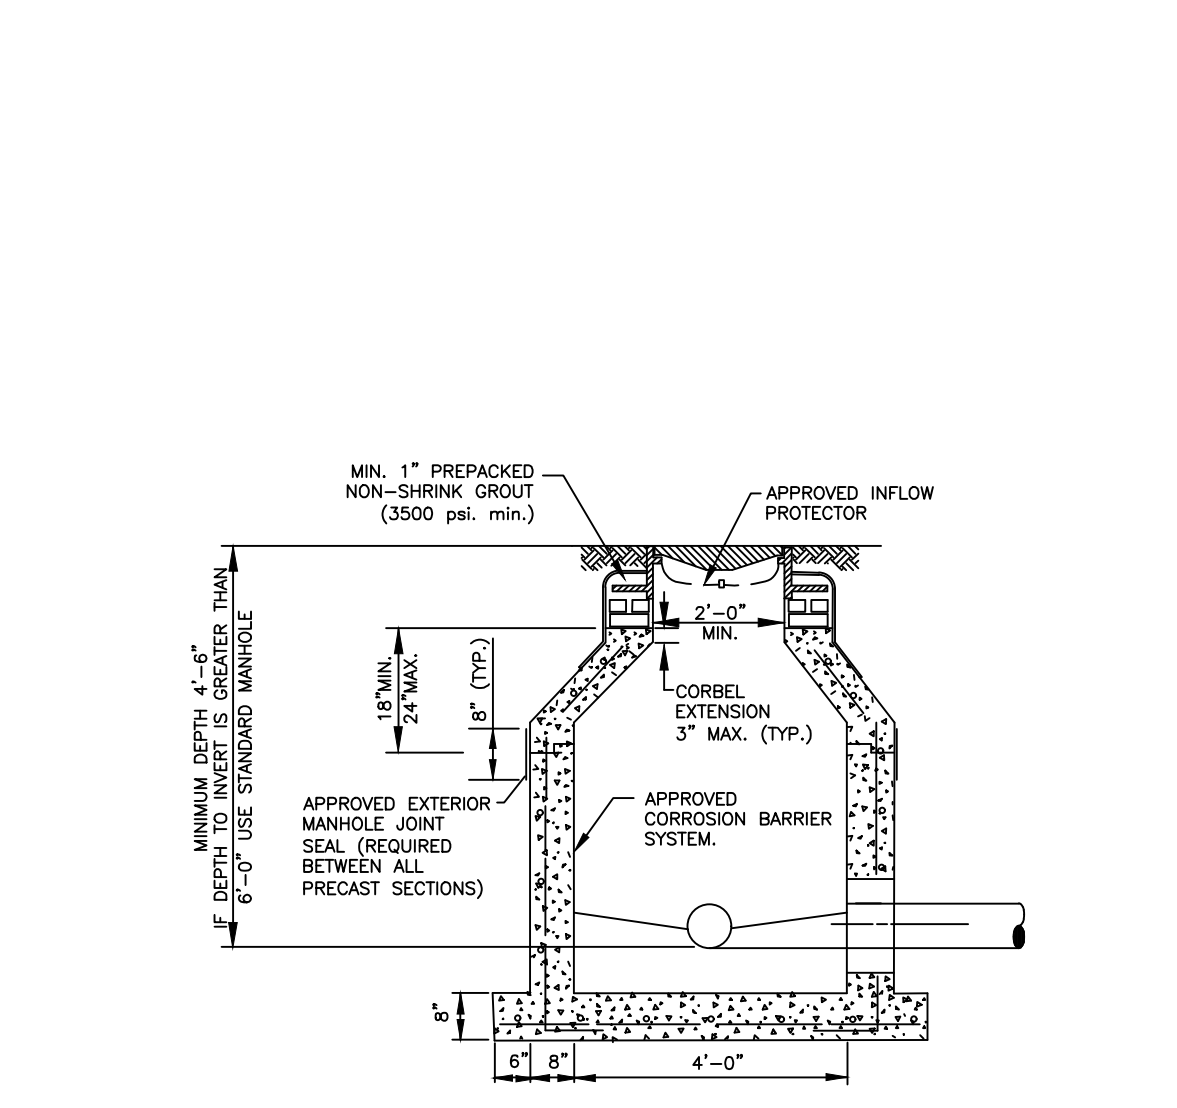 MIN. 1" PREPACKED
NON-SHRINK GROUT
(3500 psi. min.)
APPROVED INFLOW
PROTECTOR
2'-0"
MIN.
MINIMUM DEPTH 4'-6"
IF DEPTH TO INVERT IS GREATER THAN
6'-0" USE STANDARD MANHOLE
18"MIN.
24"MAX.
8" (TYP.)
CORBEL
EXTENSION
3" MAX. (TYP.)
APPROVED EXTERIOR
MANHOLE JOINT
SEAL (REQUIRED
BETWEEN ALL
PRECAST SECTIONS)
APPROVED
CORROSION BARRIER
SYSTEM.
8"
6"
8"
4'-0"